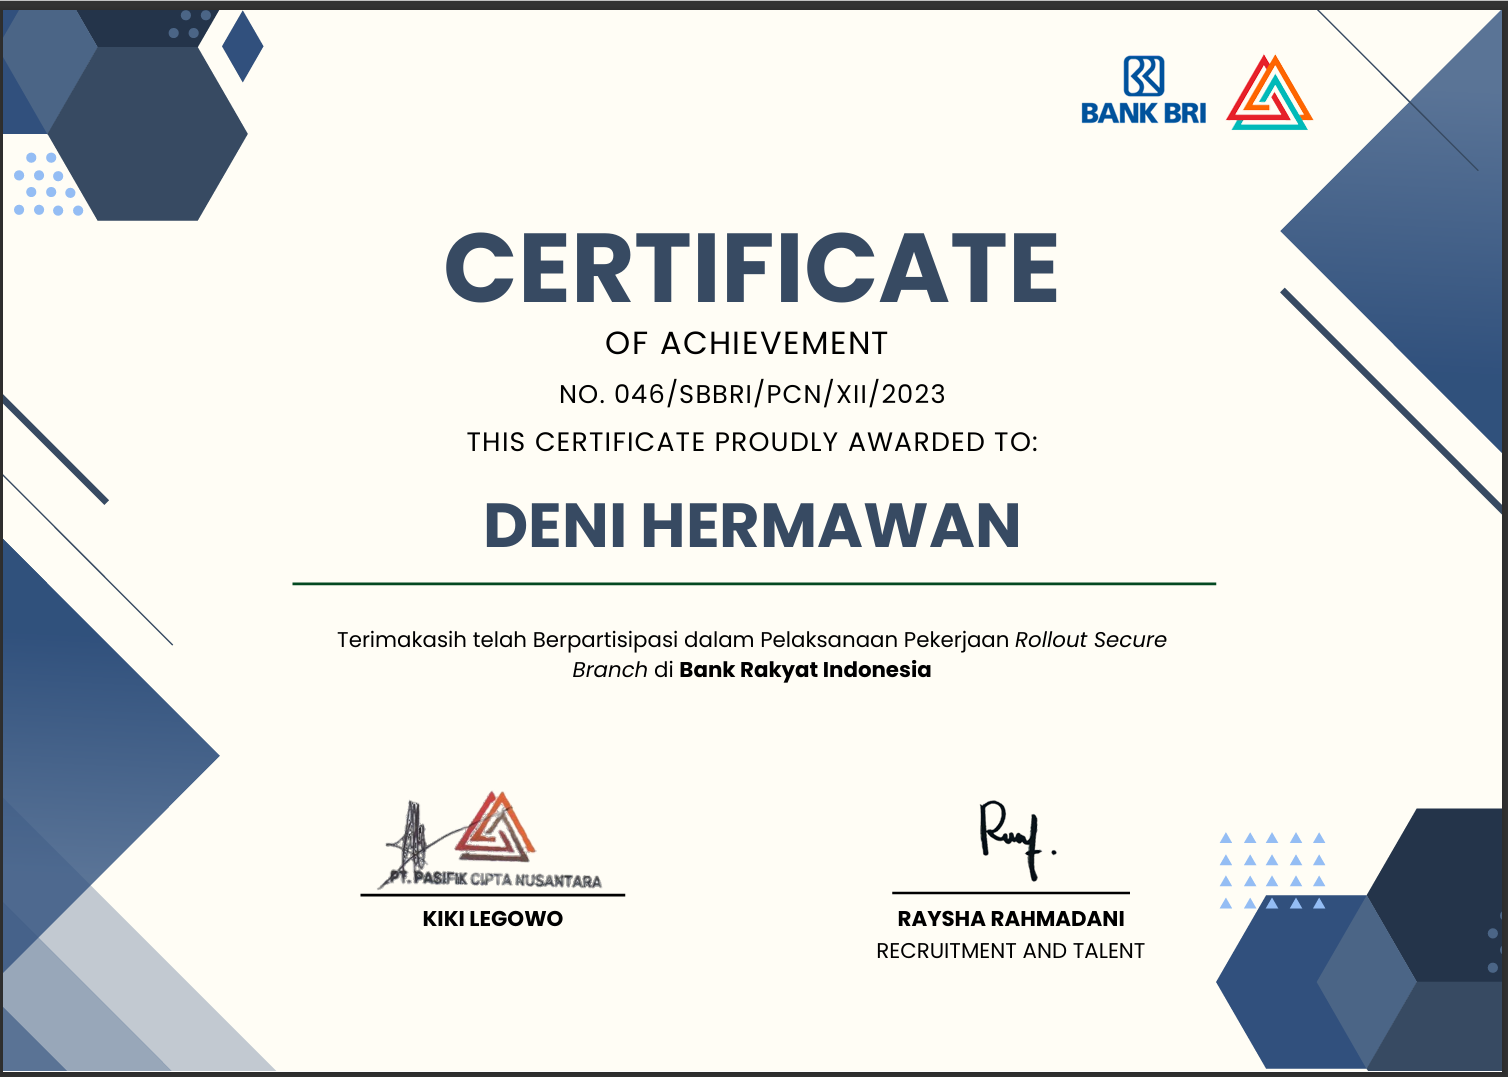 BANK BRI
CERTIFICATE
OF ACHIEVEMENT
NO. 046/SBBRI/PCN/XII/2023
THIS CERTIFICATE PROUDLY AWARDED TO:
DENI HERMAWAN
Terimakasih telah Berpartisipasi dalam Pelaksanaan Pekerjaan Rollout Secure
Branch di Bank Rakyat Indonesia
PT. PASIFIK CIPTA NUSANTARA
KIKI LEGOWO
RAYSHA RAHMADANI
RECRUITMENT AND TALENT